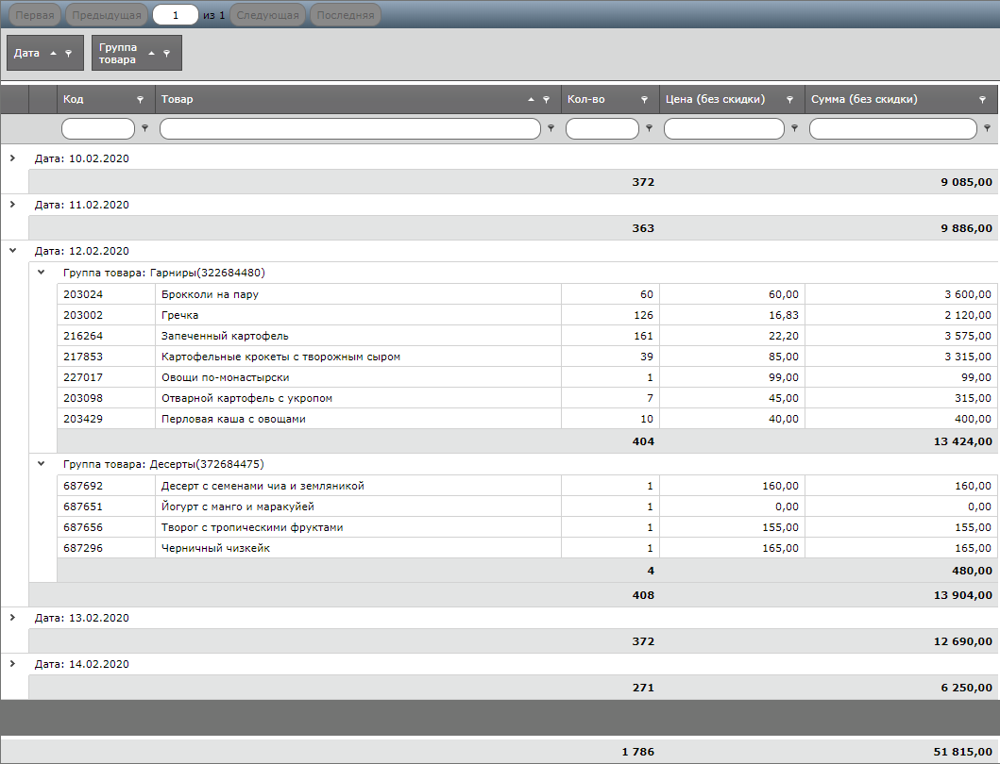 Первая Предыдущая 1 из 1 Следующая Последняя
Дата Группа товара
Код Товар Кол-во Цена (без скидки) Сумма (без скидки)
Дата: 10.02.2020
372 9 085,00
Дата: 11.02.2020
363 9 886,00
Дата: 12.02.2020
Группа товара: Гарниры(322684480)
203024 Брокколи на пару 60 60,00 3 600,00
203002 Гречка 126 16,83 2 120,00
216264 Запеченный картофель 161 22,20 3 575,00
217853 Картофельные крокеты с творожным сыром 39 85,00 3 315,00
227017 Овощи по-монастырски 1 99,00 99,00
203098 Отварной картофель с укропом 7 45,00 315,00
203429 Перловая каша с овощами 10 40,00 400,00
404 13 424,00
Группа товара: Десерты(372684475)
687692 Десерт с семенами чиа и земляникой 1 160,00 160,00
687651 Йогурт с манго и маракуйей 1 0,00 0,00
687656 Творог с тропическими фруктами 1 155,00 155,00
687296 Черничный чизкейк 1 165,00 165,00
4 480,00
408 13 904,00
Дата: 13.02.2020
372 12 690,00
Дата: 14.02.2020
271 6 250,00
1 786 51 815,00